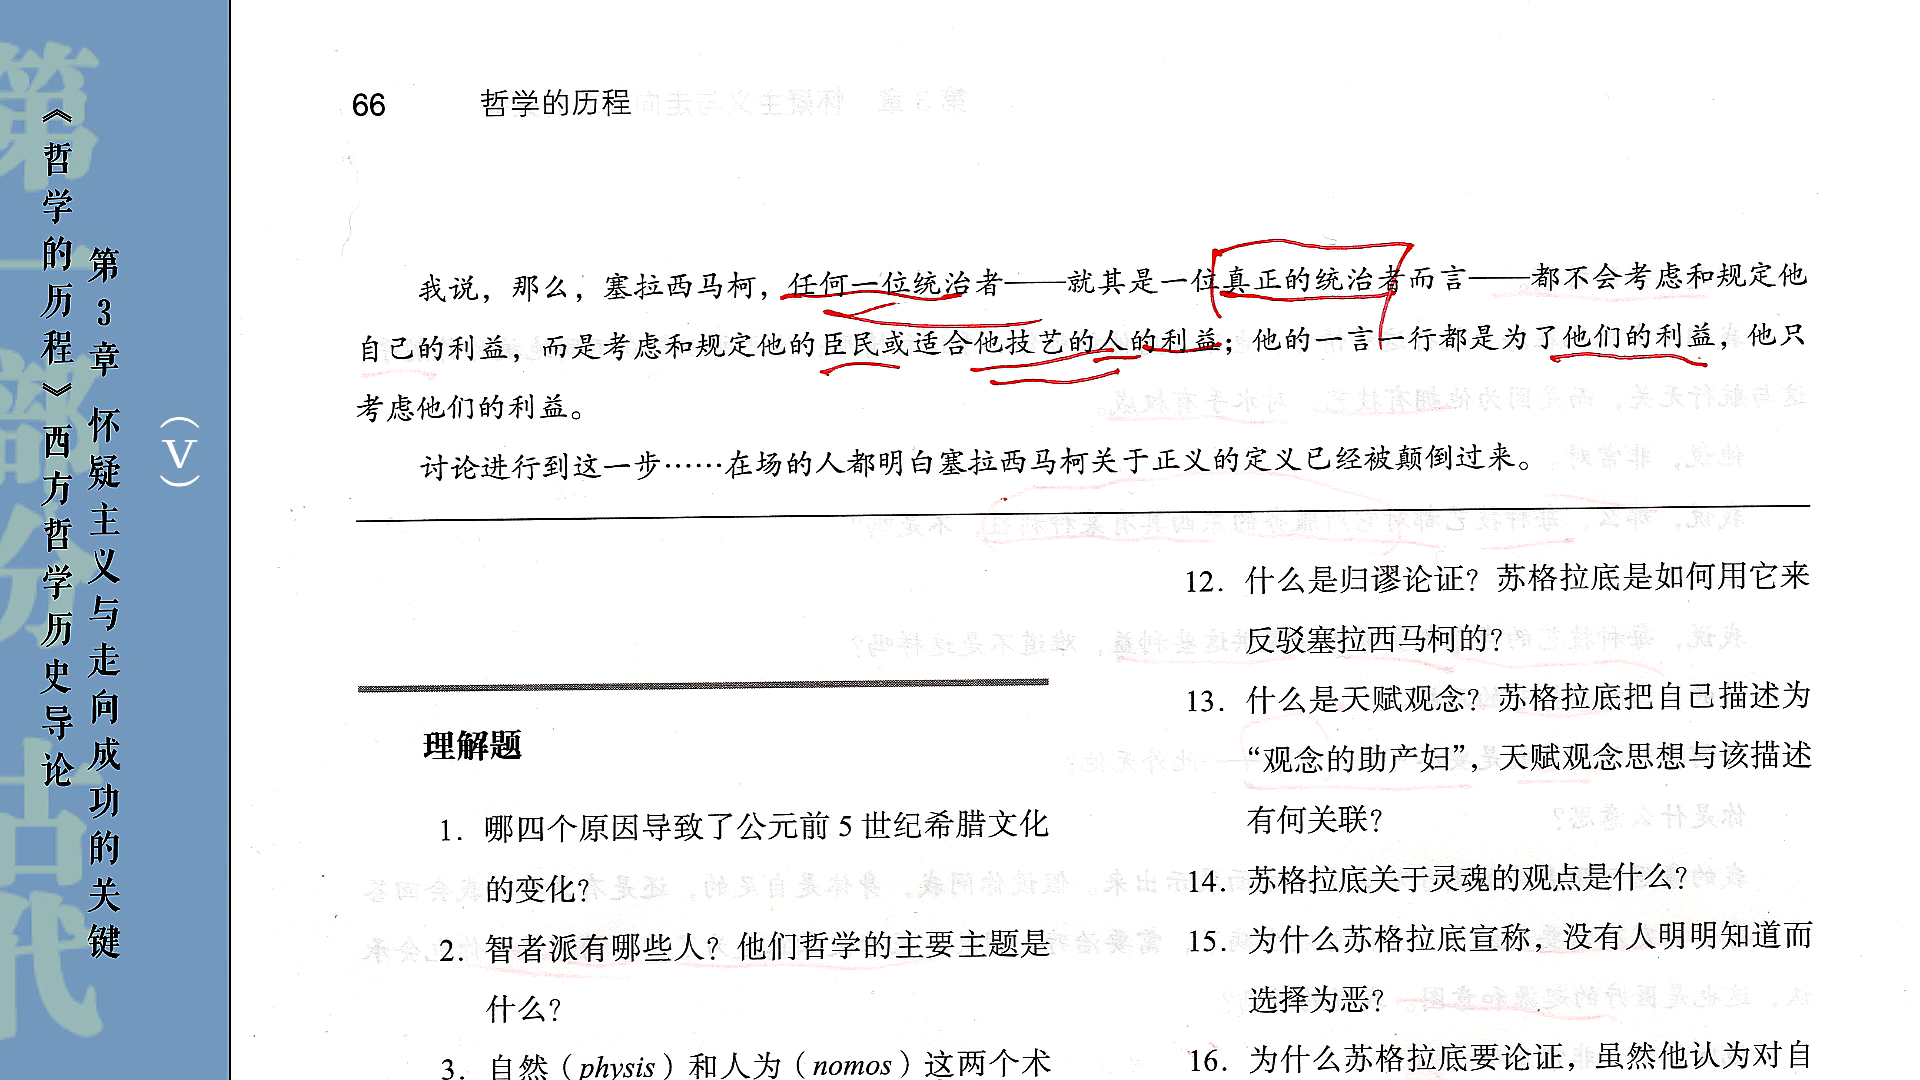 第一部分 古代
《哲学的历程》西方哲学历史导论
第3章 怀疑主义与走向成功的关键
(V)
66 哲学的历程
我说，那么，塞拉西马柯，任何一位统治者——就其是一位真正的统治者而言——都不会考虑和规定他
自己的利益，而是考虑和规定他的臣民或适合他技艺的人的利益；他的一言一行都是为了他们的利益，他只
考虑他们的利益。
讨论进行到这一步……在场的人都明白塞拉西马柯关于正义的定义已经被颠倒过来。
理解题
1. 哪四个原因导致了公元前 5 世纪希腊文化
的变化？
2. 智者派有哪些人？他们哲学的主要主题是
什么？
3. 自然（physis）和人为（nomos）这两个术
12. 什么是归谬论证？苏格拉底是如何用它来
反驳塞拉西马柯的？
13. 什么是天赋观念？苏格拉底把自己描述为
“观念的助产妇”，天赋观念思想与该描述
有何关联？
14. 苏格拉底关于灵魂的观点是什么？
15. 为什么苏格拉底宣称，没有人明明知道而
选择为恶？
16. 为什么苏格拉底要论证，虽然他认为对自